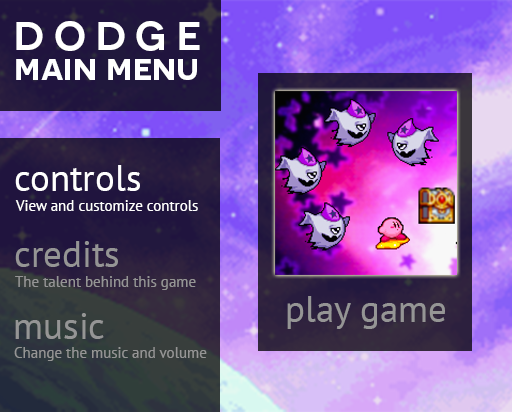 DODGE
MAIN MENU
controls
View and customize controls
credits
The talent behind this game
music
Change the music and volume
play game